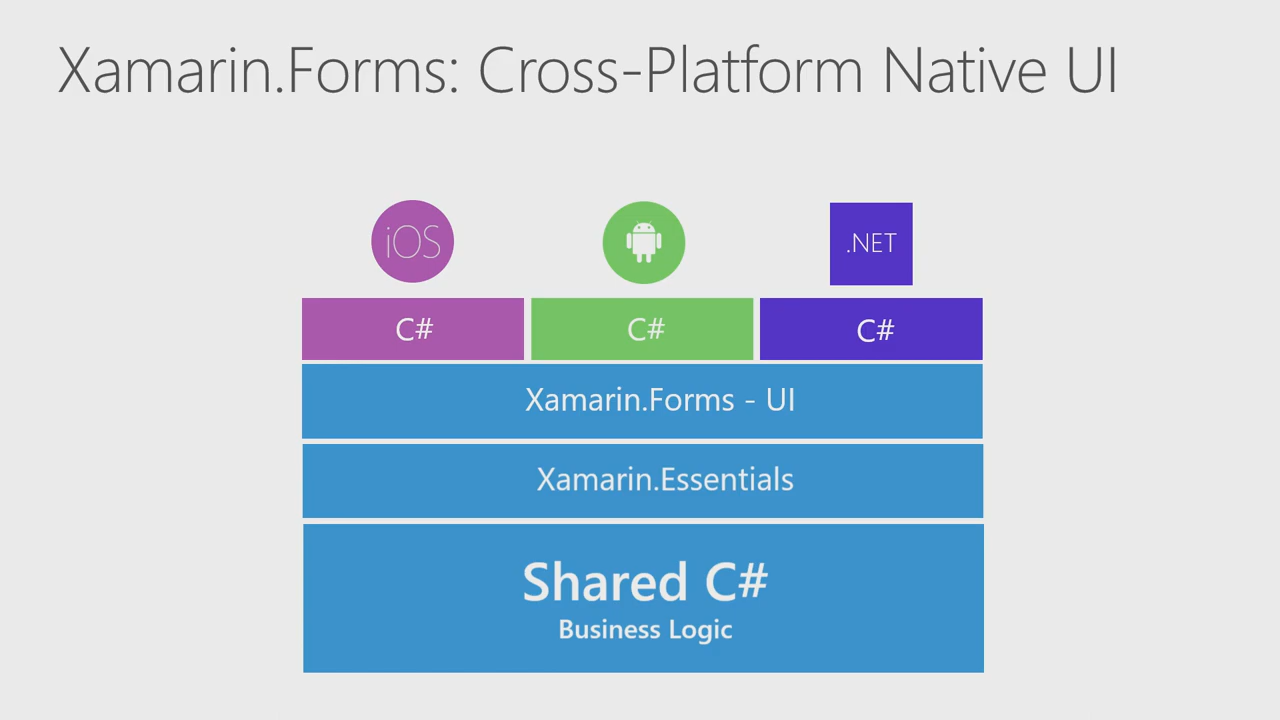 Xamarin.Forms: Cross-Platform Native UI
iOS
.NET
C#
C#
C#
Xamarin.Forms - UI
Xamarin.Essentials
Shared C#
Business Logic